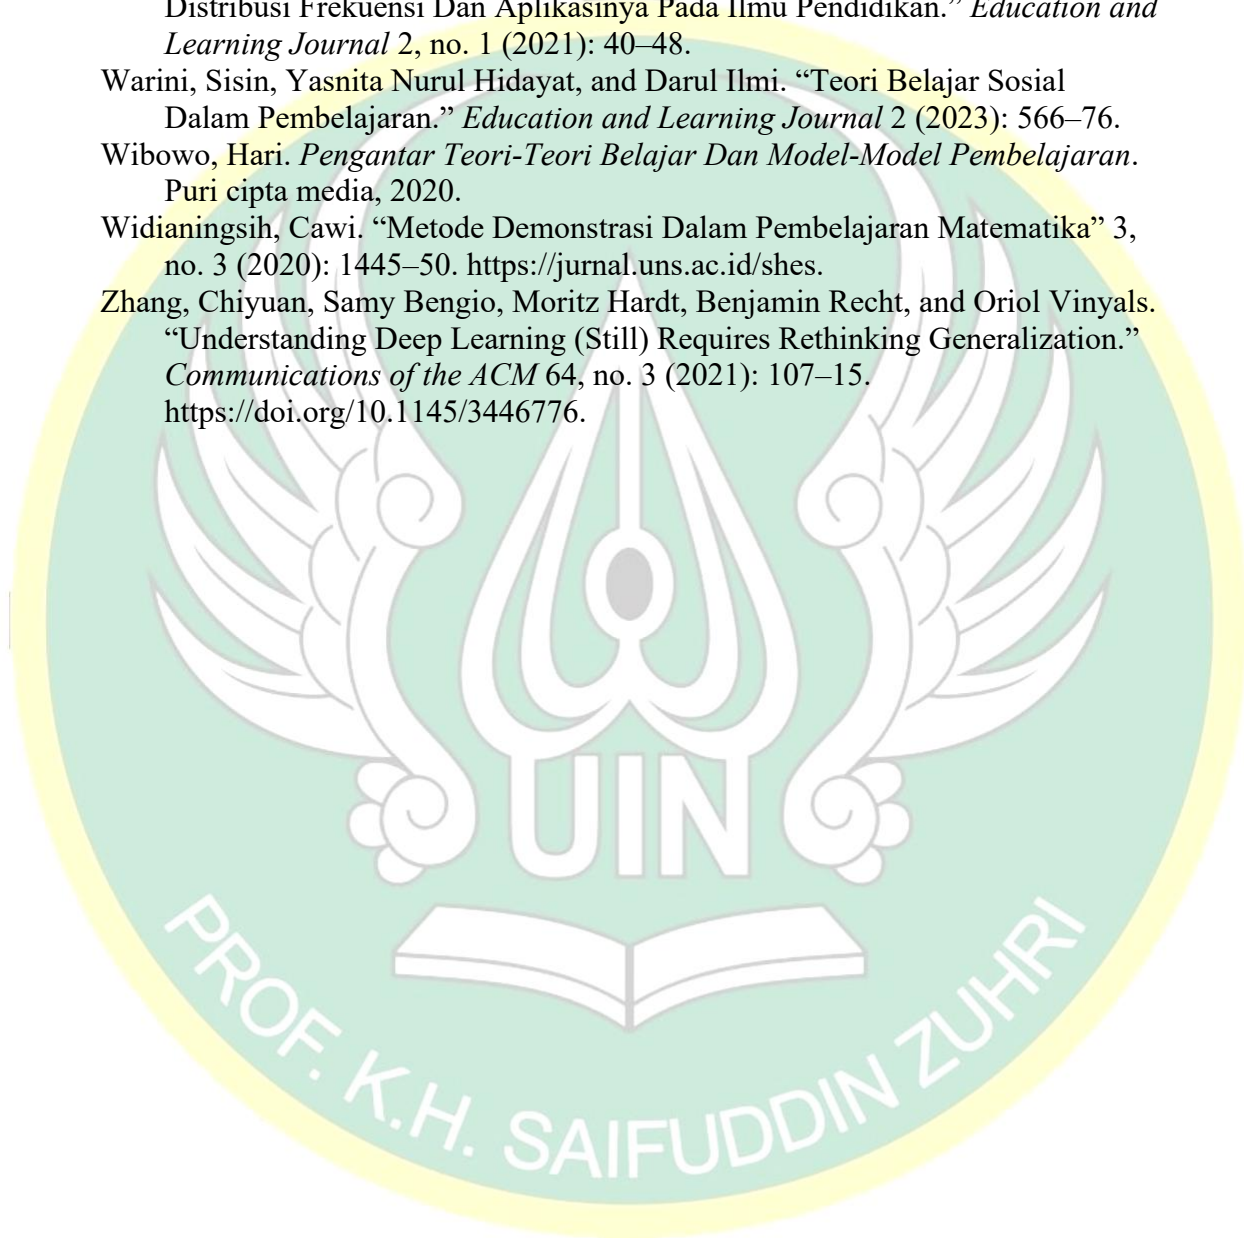 Distribusi Frekuensi Dan Aplikasinya Pada Ilmu Pendidikan.” Education and
Learning Journal 2, no. 1 (2021): 40–48.
Warini, Sisin, Yasnita Nurul Hidayat, and Darul Ilmi. “Teori Belajar Sosial
Dalam Pembelajaran.” Education and Learning Journal 2 (2023): 566–76.
Wibowo, Hari. Pengantar Teori-Teori Belajar Dan Model-Model Pembelajaran.
Puri cipta media, 2020.
Widianingsih, Cawi. “Metode Demonstrasi Dalam Pembelajaran Matematika” 3,
no. 3 (2020): 1445–50. https://jurnal.uns.ac.id/shes.
Zhang, Chiyuan, Samy Bengio, Moritz Hardt, Benjamin Recht, and Oriol Vinyals.
“Understanding Deep Learning (Still) Requires Rethinking Generalization.”
Communications of the ACM 64, no. 3 (2021): 107–15.
https://doi.org/10.1145/3446776.
UIN
PROF. K.H. SAIFUDDIN ZUHRI